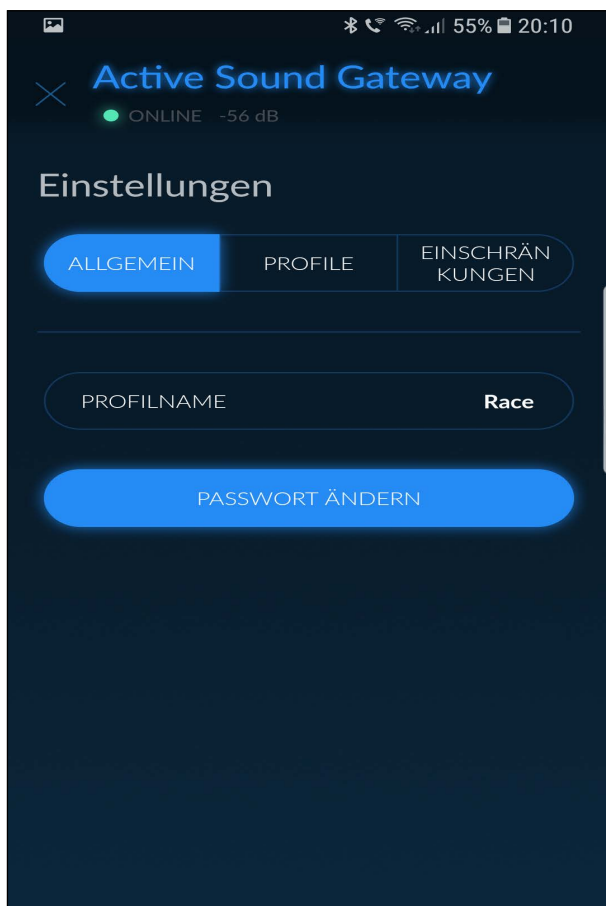 55% 20:10
Active Sound Gateway
ONLINE -56 dB
Einstellungen
ALLGEMEIN
PROFILE
EINSCHRÄN
KUNGEN
PROFILNAME Race
PASSWORT ÄNDERN